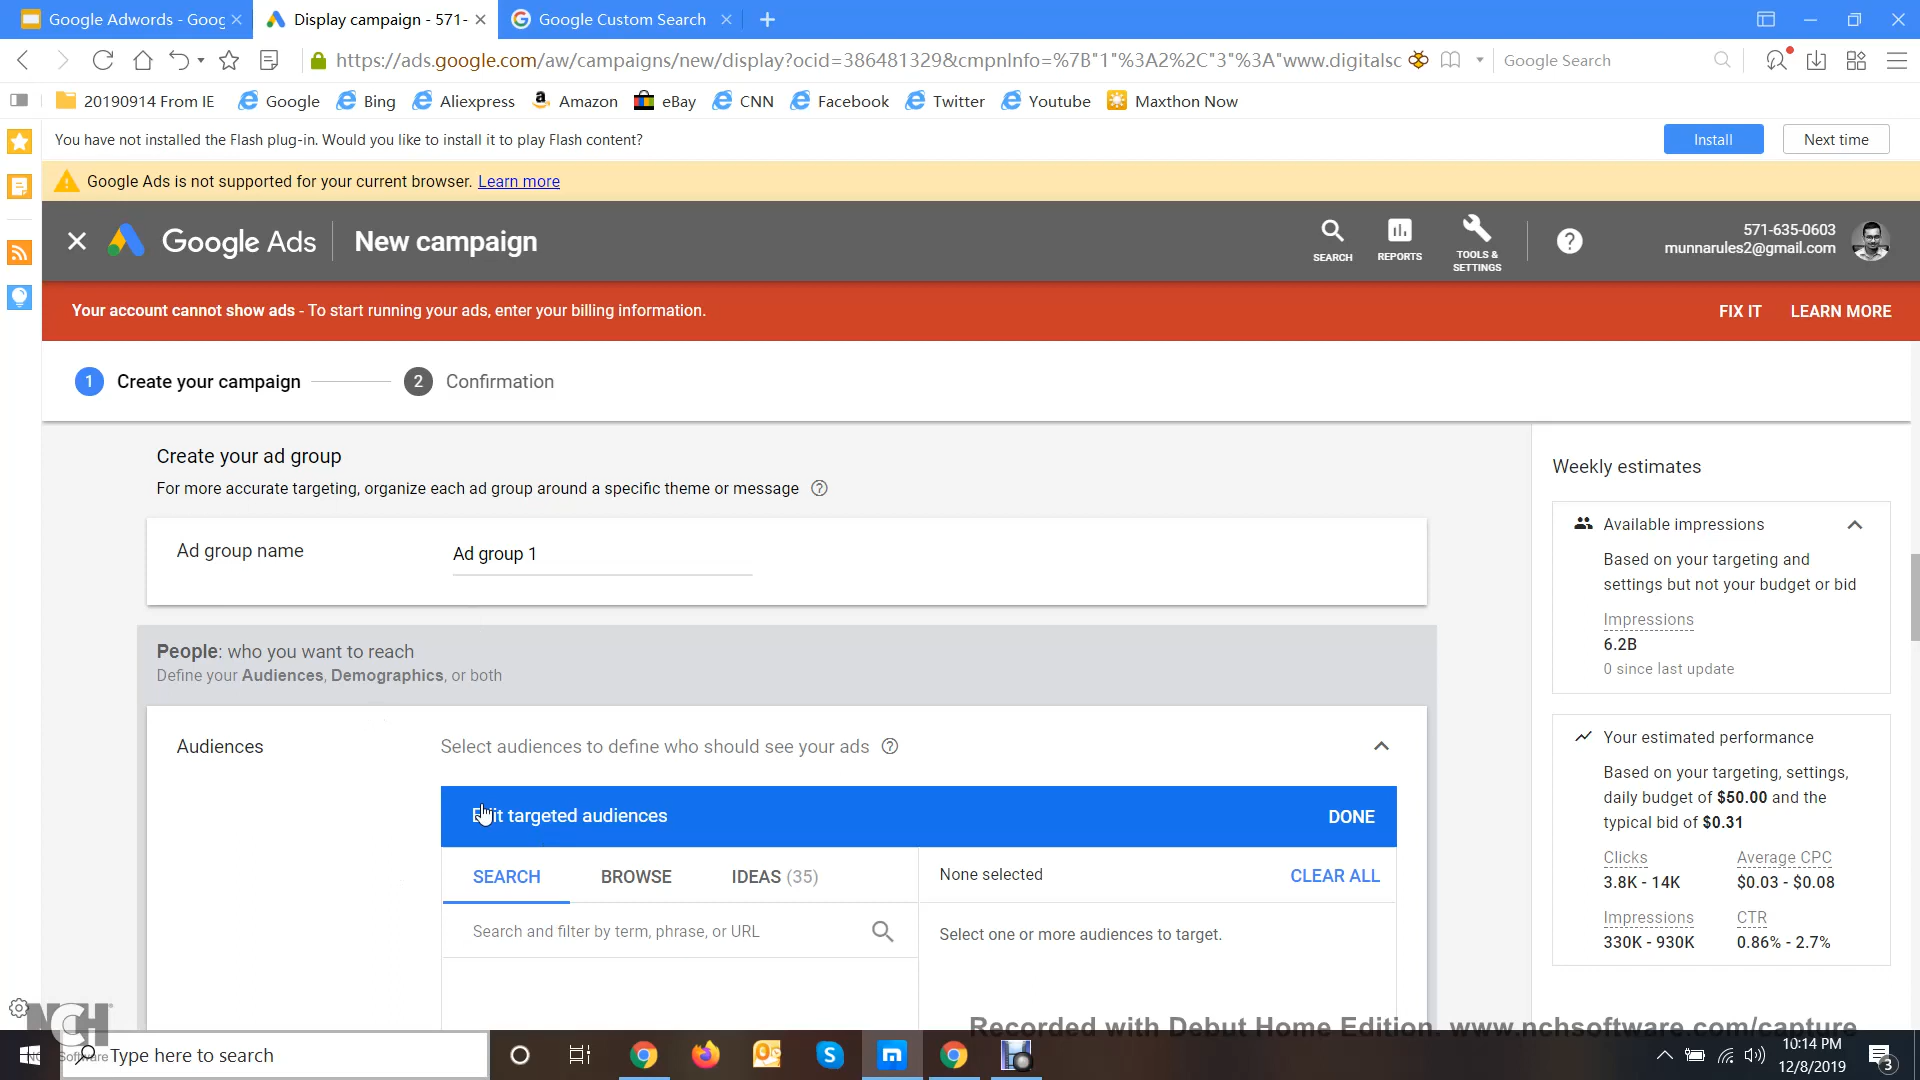 Google Adwords - Goog
Display campaign - 571-
Google Custom Search
https://ads.google.com/aw/campaigns/new/display?ocid=386481329&cmpnInfo=%7B"1"%3A2%2C"3"%3A"www.digitalsc
Google Search
20190914 From IE
Google
Bing
Aliexpress
Amazon
eBay
CNN
Facebook
Twitter
Youtube
Maxthon Now
You have not installed the Flash plug-in. Would you like to install it to play Flash content?
Install
Next time
Google Ads is not supported for your current browser. Learn more
Google Ads
New campaign
SEARCH
REPORTS
TOOLS &
SETTINGS
571-635-0603
munnarules2@gmail.com
Your account cannot show ads - To start running your ads, enter your billing information.
FIX IT
LEARN MORE
1 Create your campaign
2 Confirmation
Create your ad group
For more accurate targeting, organize each ad group around a specific theme or message
Ad group name
Ad group 1
People: who you want to reach
Define your Audiences, Demographics, or both
Audiences
Select audiences to define who should see your ads
Edit targeted audiences
DONE
SEARCH
BROWSE
IDEAS (35)
None selected
CLEAR ALL
Search and filter by term, phrase, or URL
Select one or more audiences to target.
Weekly estimates
Available impressions
Based on your targeting and
settings but not your budget or bid
Impressions
6.2B
0 since last update
Your estimated performance
Based on your targeting, settings,
daily budget of $50.00 and the
typical bid of $0.31
Clicks
Average CPC
3.8K - 14K
$0.03 - $0.08
Impressions
CTR
330K - 930K
0.86% - 2.7%
NCH
Software
Recorded with Debut Home Edition. www.nchsoftware.com/capture
Type here to search
10:14 PM
12/8/2019
3